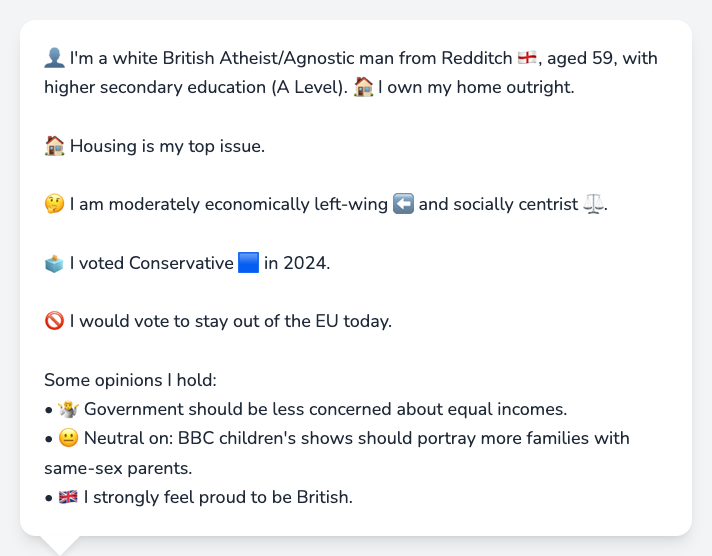 👤 I'm a white British Atheist/Agnostic man from Redditch 🏴󠁧󠁢󠁥󠁮󠁧󠁿, aged 59, with
higher secondary education (A Level). 🏠 I own my home outright.
🏠 Housing is my top issue.
🤔 I am moderately economically left-wing ⬅️ and socially centrist ⚖️.
🗳️ I voted Conservative 🟦 in 2024.
🚫 I would vote to stay out of the EU today.
Some opinions I hold:
• 🤷 Government should be less concerned about equal incomes.
• 😐 Neutral on: BBC children's shows should portray more families with
same-sex parents.
• 🇬🇧 I strongly feel proud to be British.